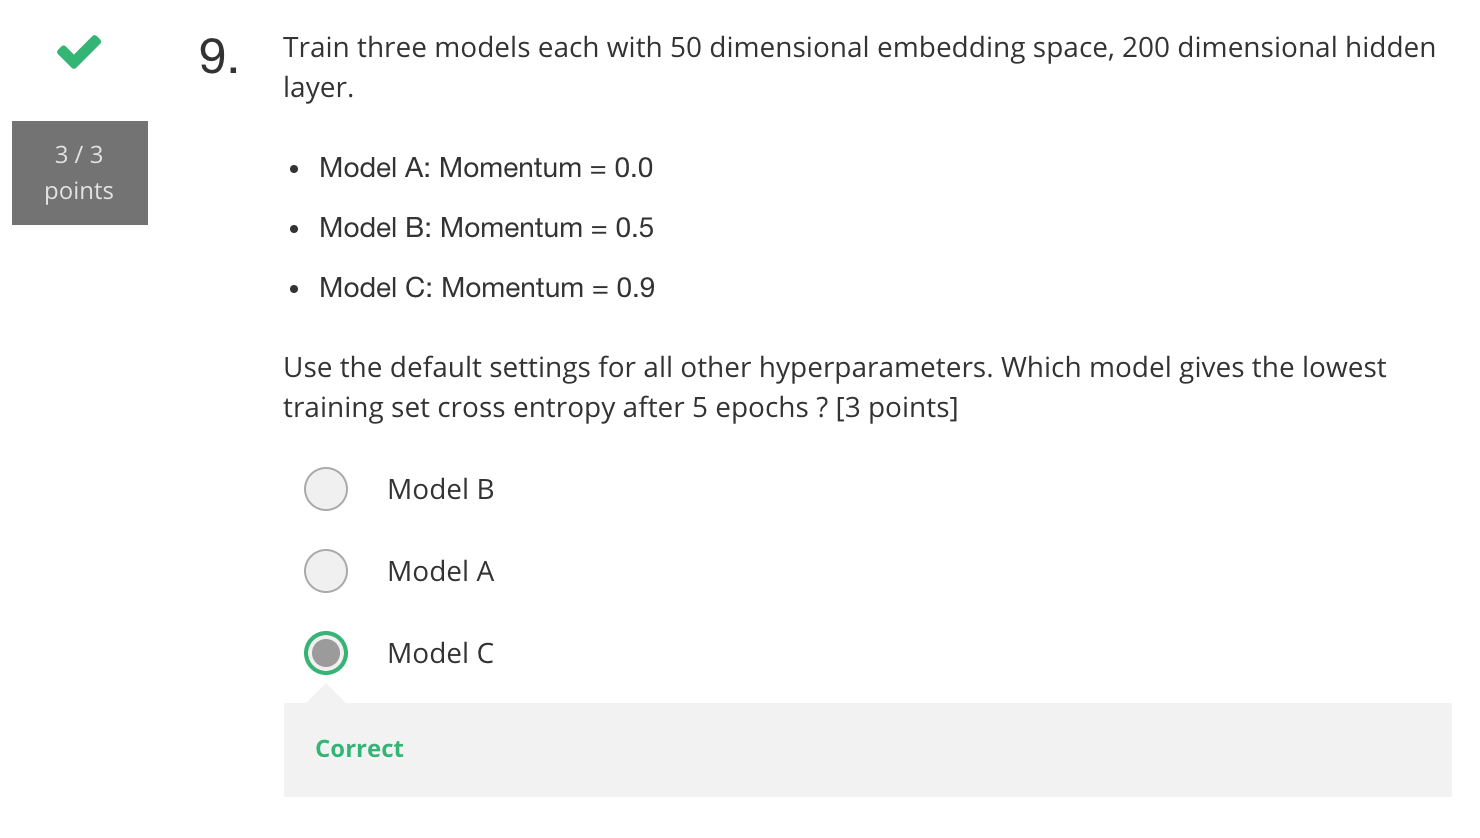 9.
Train three models each with 50 dimensional embedding space, 200 dimensional hidden
layer.
3 / 3
points
• Model A: Momentum = 0.0
• Model B: Momentum = 0.5
• Model C: Momentum = 0.9
Use the default settings for all other hyperparameters. Which model gives the lowest
training set cross entropy after 5 epochs ? [3 points]
Model B
Model A
Model C
Correct